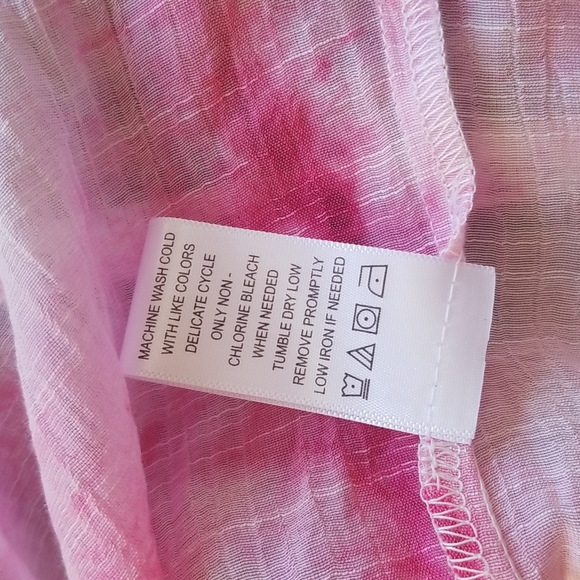 MACHINE WASH COLD
WITH LIKE COLORS
DELICATE CYCLE
ONLY NON -
CHLORINE BLEACH
WHEN NEEDED
TUMBLE DRY LOW
REMOVE PROMPTLY
LOW IRON IF NEEDED